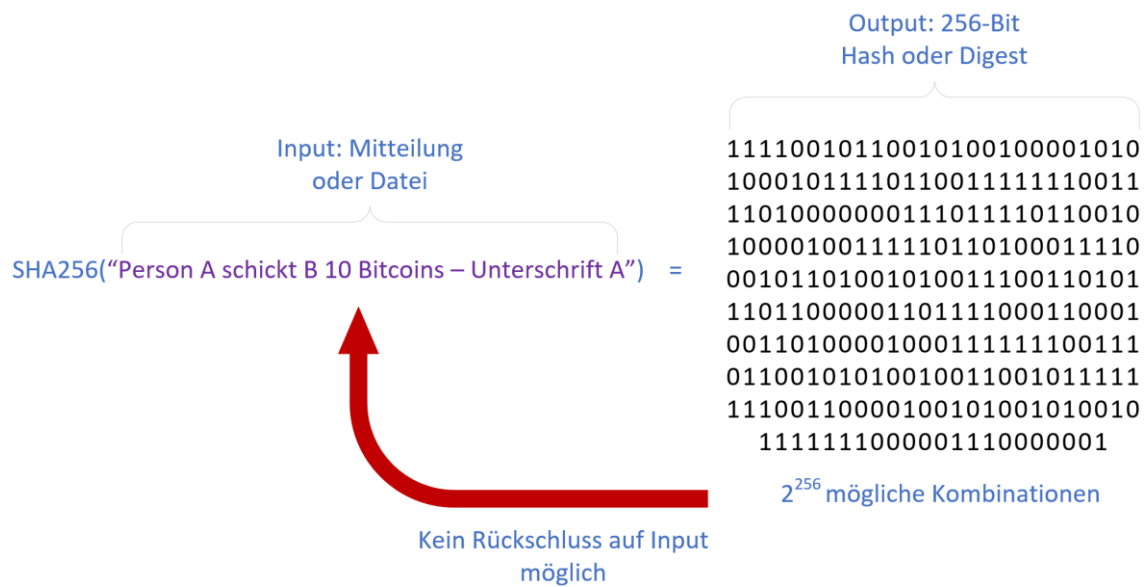 Output: 256-Bit
Hash oder Digest
Input: Mitteilung
oder Datei
SHA256(“Person A schickt B 10 Bitcoins – Unterschrift A”) =
11110010110010100100001010
10001011110110011111110011
11010000000111011110110010
10000100111110110100011110
00101101001010011100110101
11011000001101111000110001
00110100001000111111100111
01100101010010011001011111
11100110000100101001010010
1111111000001110000001
2²⁵⁶ mögliche Kombinationen
Kein Rückschluss auf Input
möglich